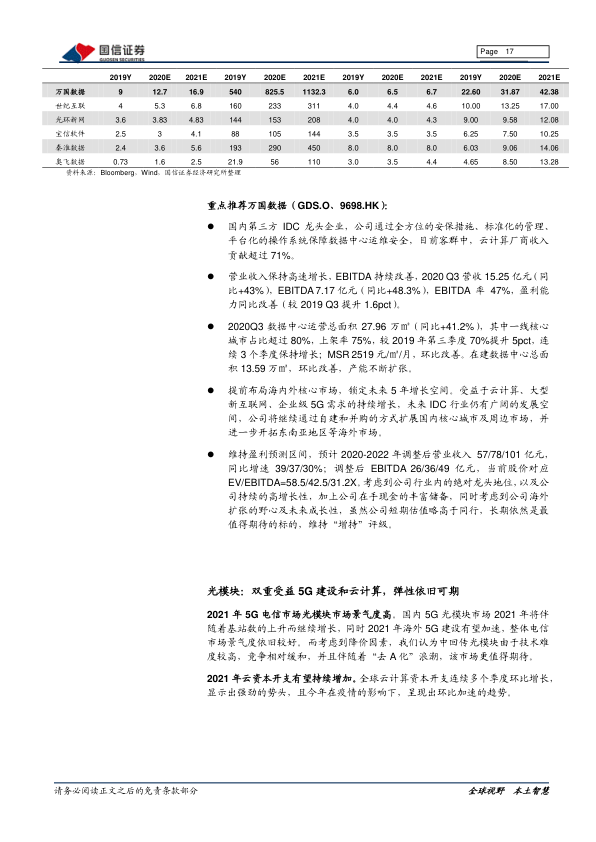 国信证券
GUOSEN SECURITIES
Page 17
2019Y 2020E 2021E 2019Y 2020E 2021E 2019Y 2020E 2021E 2019Y 2020E 2021E
万国数据 9 12.7 16.9 540 825.5 1132.3 6.0 6.5 6.7 22.60 31.87 42.38
世纪互联 4 5.3 6.8 160 233 311 4.0 4.4 4.6 10.00 13.25 17.00
光环新网 3.6 3.83 4.83 144 153 208 4.0 4.0 4.3 9.00 9.58 12.08
宝信软件 2.5 3 4.1 88 105 144 3.5 3.5 3.5 6.25 7.50 10.25
秦淮数据 2.4 3.6 5.6 193 290 450 8.0 8.0 8.0 6.03 9.06 14.06
奥飞数据 0.73 1.6 2.5 21.9 56 110 3.0 3.5 4.4 4.65 8.50 13.28
资料来源：Bloomberg、Wind、国信证券经济研究所整理
重点推荐万国数据（GDS.O、9698.HK）：
● 国内第三方 IDC 龙头企业，公司通过全方位的安保措施、标准化的管理、
平台化的操作系统保障数据中心运维安全，目前客群中，云计算厂商收入
贡献超过 71%。
● 营业收入保持高速增长，EBITDA 持续改善，2020 Q3 营收 15.25 亿元（同
比+43%），EBITDA 7.17 亿元（同比+48.3%），EBITDA 率 47%，盈利能
力同比改善（较 2019 Q3 提升 1.6pct）。
● 2020Q3 数据中心运营总面积 27.96 万㎡（同比+41.2%），其中一线核心
城市占比超过 80%，上架率 75%，较 2019 年第三季度 70%提升 5pct，连
续 3 个季度保持增长；MSR 2519 元/㎡/月，环比改善。在建数据中心总面
积 13.59 万㎡，环比改善，产能不断扩张。
● 提前布局海内外核心市场，锁定未来 5 年增长空间。受益于云计算、大型
新互联网、企业级 5G 需求的持续增长，未来 IDC 行业仍有广阔的发展空
间，公司将继续通过自建和并购的方式扩展国内核心城市及周边市场，并
进一步开拓东南亚地区等海外市场。
● 维持盈利预测区间，预计 2020-2022 年调整后营业收入 57/78/101 亿元，
同比增速 39/37/30%；调整后 EBITDA 26/36/49 亿元，当前股价对应
EV/EBITDA=58.5/42.5/31.2X。考虑到公司行业内的绝对龙头地位，以及公
司持续的高增长性，加上公司在手现金的丰富储备，同时考虑到公司海外
扩张的野心及未来成长性，虽然公司短期估值略高于同行，长期依然是最
值得期待的标的，维持“增持”评级。
光模块：双重受益 5G 建设和云计算，弹性依旧可期
2021 年 5G 电信市场光模块市场景气度高。国内 5G 光模块市场 2021 年将伴
随着基站数的上升而继续增长，同时 2021 年海外 5G 建设有望加速，整体电信
市场景气度依旧较好。而考虑到降价因素，我们认为中回传光模块由于技术难
度较高，竞争相对缓和，并且伴随着“去 A 化”浪潮，该市场更值得期待。
2021 年云资本开支有望持续增加。全球云计算资本开支连续多个季度环比增长，
显示出强劲的势头，且今年在疫情的影响下，呈现出环比加速的趋势。
请务必阅读正文之后的免责条款部分
全球视野 本土智慧